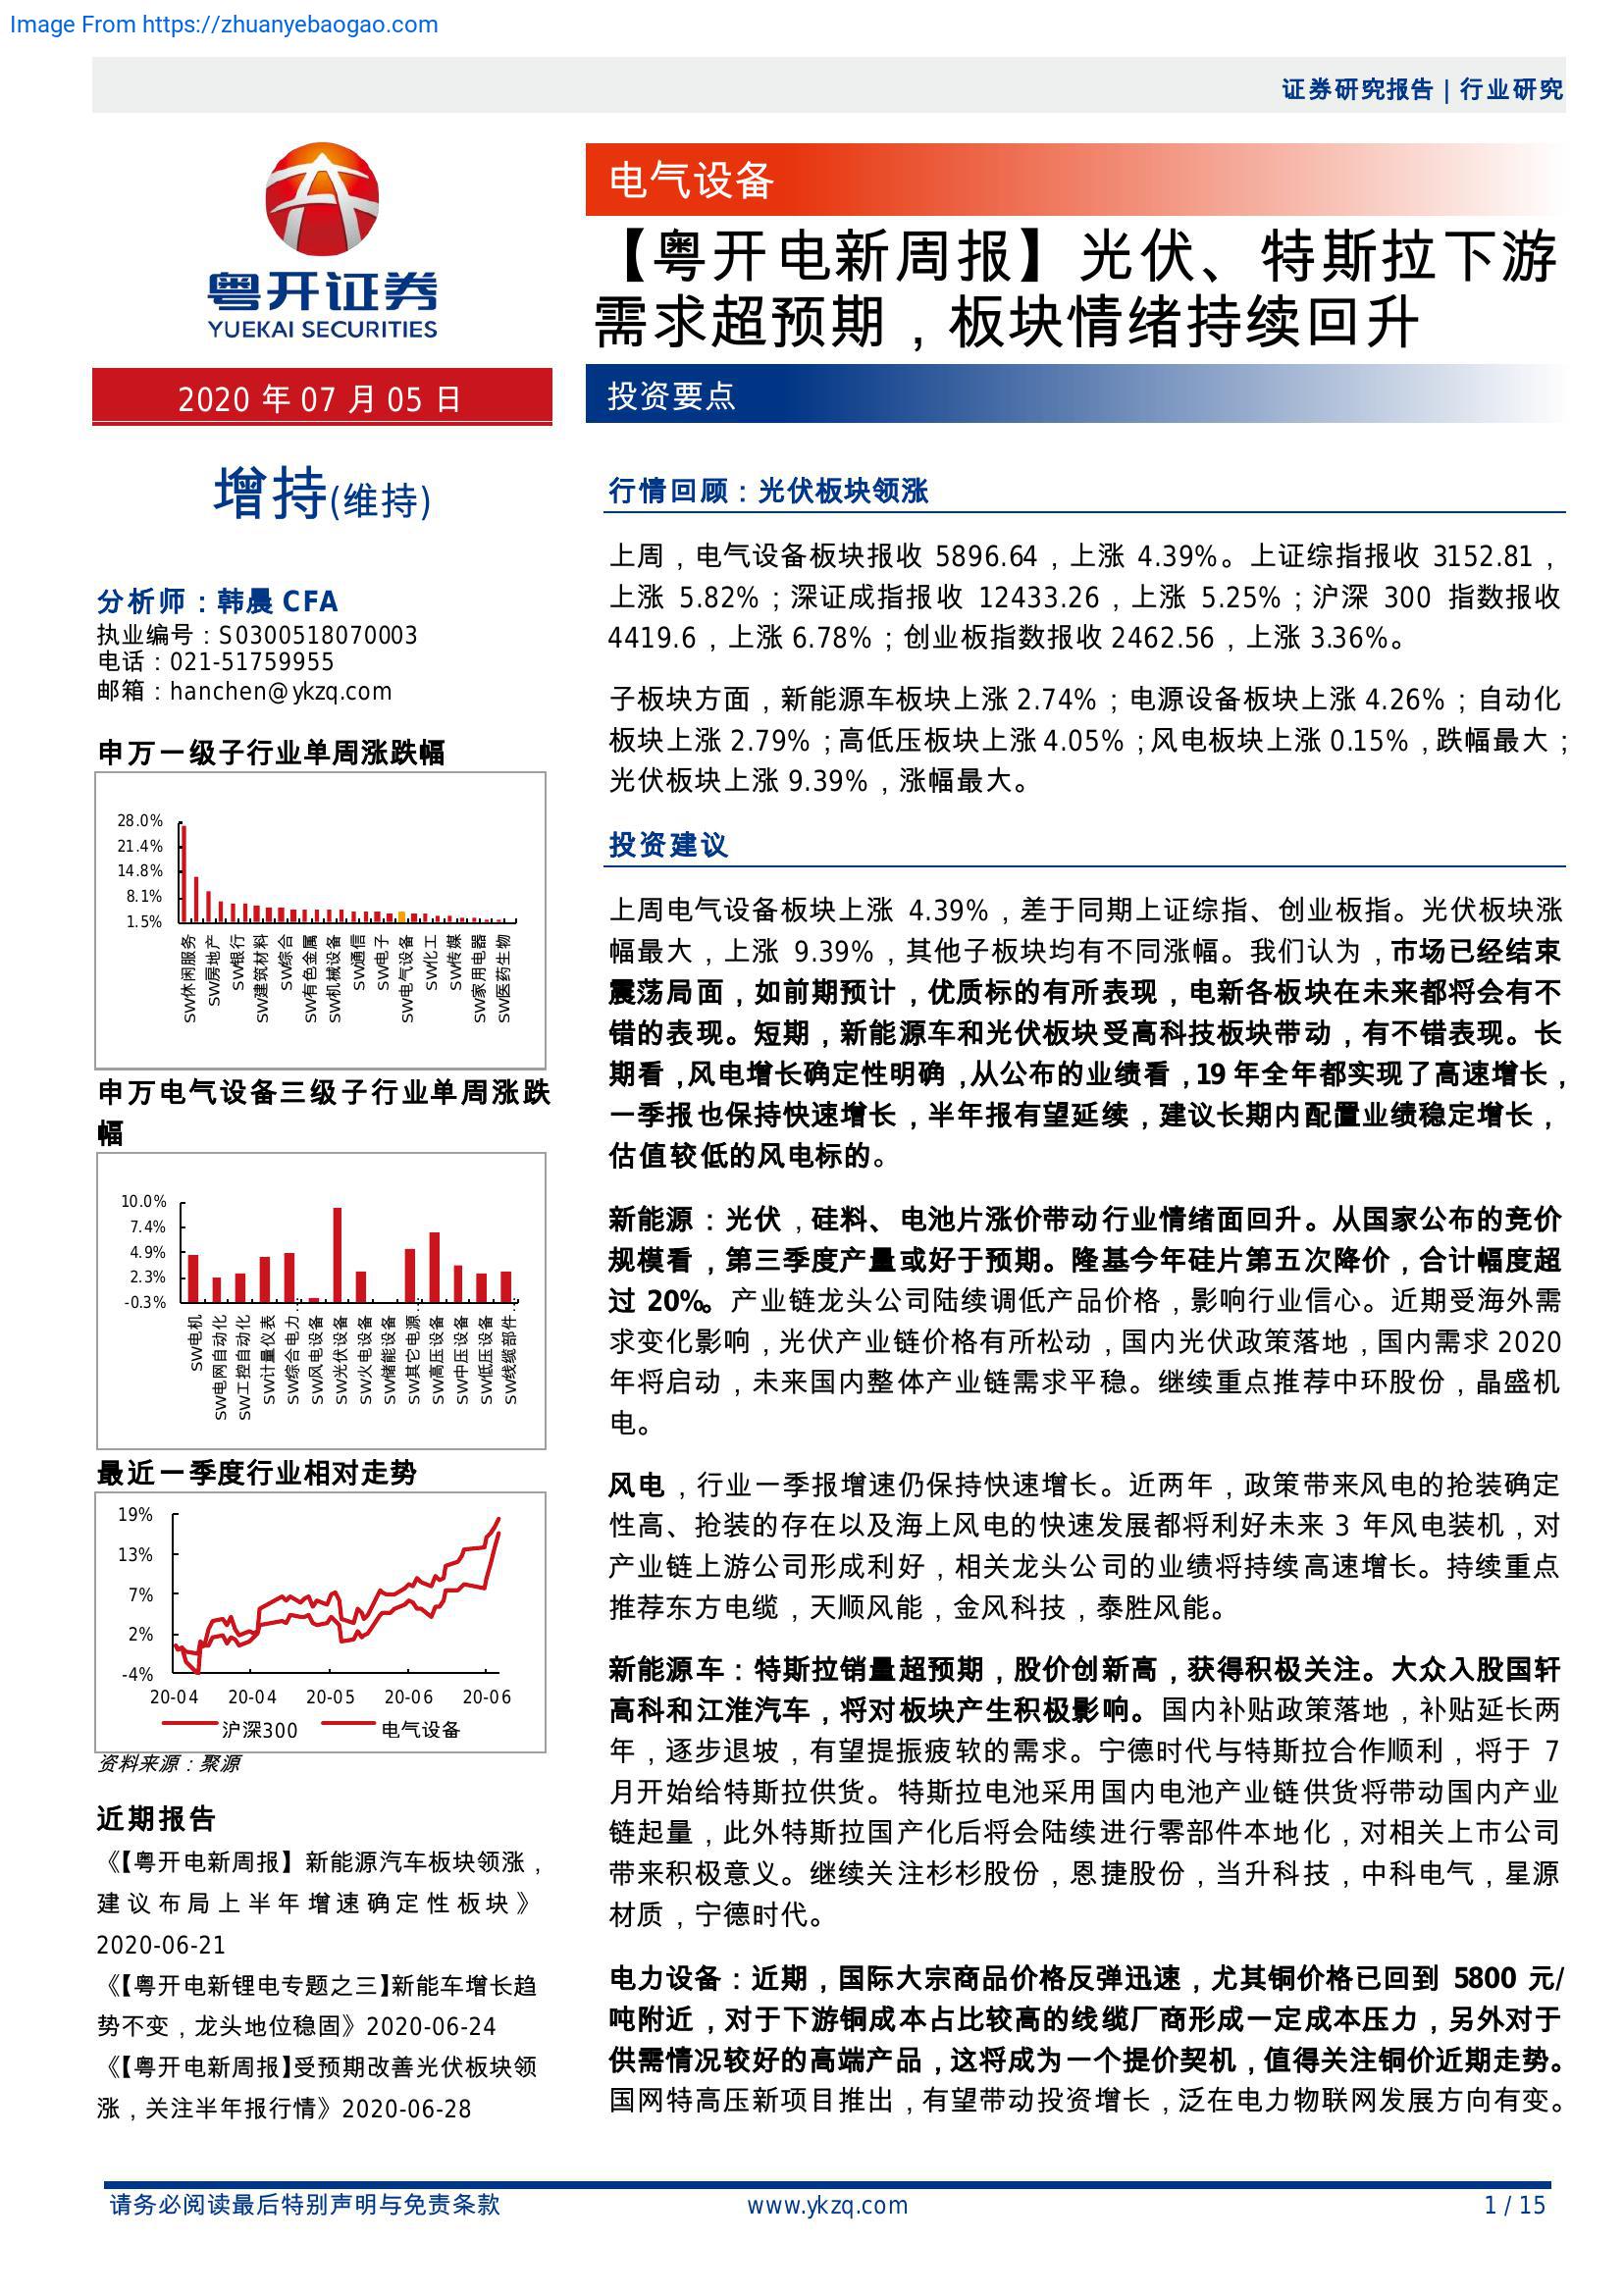 Image From https://zhuanyebaogao.com
证券研究报告 | 行业研究
粤开证券
YUEKAI SECURITIES
2020 年 07 月 05 日
增持(维持)
分析师：韩晨 CFA
执业编号：S0300518070003
电话：021-51759955
邮箱：hanchen@ykzq.com
申万一级子行业单周涨跌幅
28.0%
21.4%
14.8%
8.1%
1.5%
SW休闲服务
SW房地产
SW银行
SW建筑材料
SW综合
SW有色金属
SW机械设备
SW通信
SW电子
SW电气设备
SW化工
SW传媒
SW家用电器
SW医药生物
申万电气设备三级子行业单周涨跌
幅
10.0%
7.4%
4.9%
2.3%
-0.3%
SW电机
SW电网自动化
SW工控自动化
SW计量仪表
SW综合电力…
SW风电设备
SW光伏设备
SW火电设备
SW储能设备
SW其它电源…
SW高压设备
SW中压设备
SW低压设备
SW线缆部件…
最近一季度行业相对走势
19%
13%
7%
2%
-4%
20-04 20-04 20-05 20-06 20-06
沪深300 电气设备
资料来源：聚源
近期报告
《【粤开电新周报】新能源汽车板块领涨，
建议布局上半年增速确定性板块》
2020-06-21
《【粤开电新锂电专题之三】新能车增长趋
势不变，龙头地位稳固》2020-06-24
《【粤开电新周报】受预期改善光伏板块领
涨，关注半年报行情》2020-06-28
电气设备
【粤开电新周报】光伏、特斯拉下游
需求超预期，板块情绪持续回升
投资要点
行情回顾：光伏板块领涨
上周，电气设备板块报收 5896.64，上涨 4.39%。上证综指报收 3152.81，
上涨 5.82%；深证成指报收 12433.26，上涨 5.25%；沪深 300 指数报收
4419.6，上涨 6.78%；创业板指数报收 2462.56，上涨 3.36%。
子板块方面，新能源车板块上涨 2.74%；电源设备板块上涨 4.26%；自动化
板块上涨 2.79%；高低压板块上涨 4.05%；风电板块上涨 0.15%，跌幅最大；
光伏板块上涨 9.39%，涨幅最大。
投资建议
上周电气设备板块上涨 4.39%，差于同期上证综指、创业板指。光伏板块涨
幅最大，上涨 9.39%，其他子板块均有不同涨幅。我们认为，市场已经结束
震荡局面，如前期预计，优质标的有所表现，电新各板块在未来都将会有不
错的表现。短期，新能源车和光伏板块受高科技板块带动，有不错表现。长
期看，风电增长确定性明确，从公布的业绩看，19 年全年都实现了高速增长，
一季报也保持快速增长，半年报有望延续，建议长期内配置业绩稳定增长，
估值较低的风电标的。
新能源：光伏，硅料、电池片涨价带动行业情绪面回升。从国家公布的竞价
规模看，第三季度产量或好于预期。隆基今年硅片第五次降价，合计幅度超
过 20%。产业链龙头公司陆续调低产品价格，影响行业信心。近期受海外需
求变化影响，光伏产业链价格有所松动，国内光伏政策落地，国内需求 2020
年将启动，未来国内整体产业链需求平稳。继续重点推荐中环股份，晶盛机
电。
风电，行业一季报增速仍保持快速增长。近两年，政策带来风电的抢装确定
性高、抢装的存在以及海上风电的快速发展都将利好未来 3 年风电装机，对
产业链上游公司形成利好，相关龙头公司的业绩将持续高速增长。持续重点
推荐东方电缆，天顺风能，金风科技，泰胜风能。
新能源车：特斯拉销量超预期，股价创新高，获得积极关注。大众入股国轩
高科和江淮汽车，将对板块产生积极影响。国内补贴政策落地，补贴延长两
年，逐步退坡，有望提振疲软的需求。宁德时代与特斯拉合作顺利，将于 7
月开始给特斯拉供货。特斯拉电池采用国内电池产业链供货将带动国内产业
链起量，此外特斯拉国产化后将会陆续进行零部件本地化，对相关上市公司
带来积极意义。继续关注杉杉股份，恩捷股份，当升科技，中科电气，星源
材质，宁德时代。
电力设备：近期，国际大宗商品价格反弹迅速，尤其铜价格已回到 5800 元/
吨附近，对于下游铜成本占比较高的线缆厂商形成一定成本压力，另外对于
供需情况较好的高端产品，这将成为一个提价契机，值得关注铜价近期走势。
国网特高压新项目推出，有望带动投资增长，泛在电力物联网发展方向有变。
请务必阅读最后特别声明与免责条款 www.ykzq.com 1 / 15